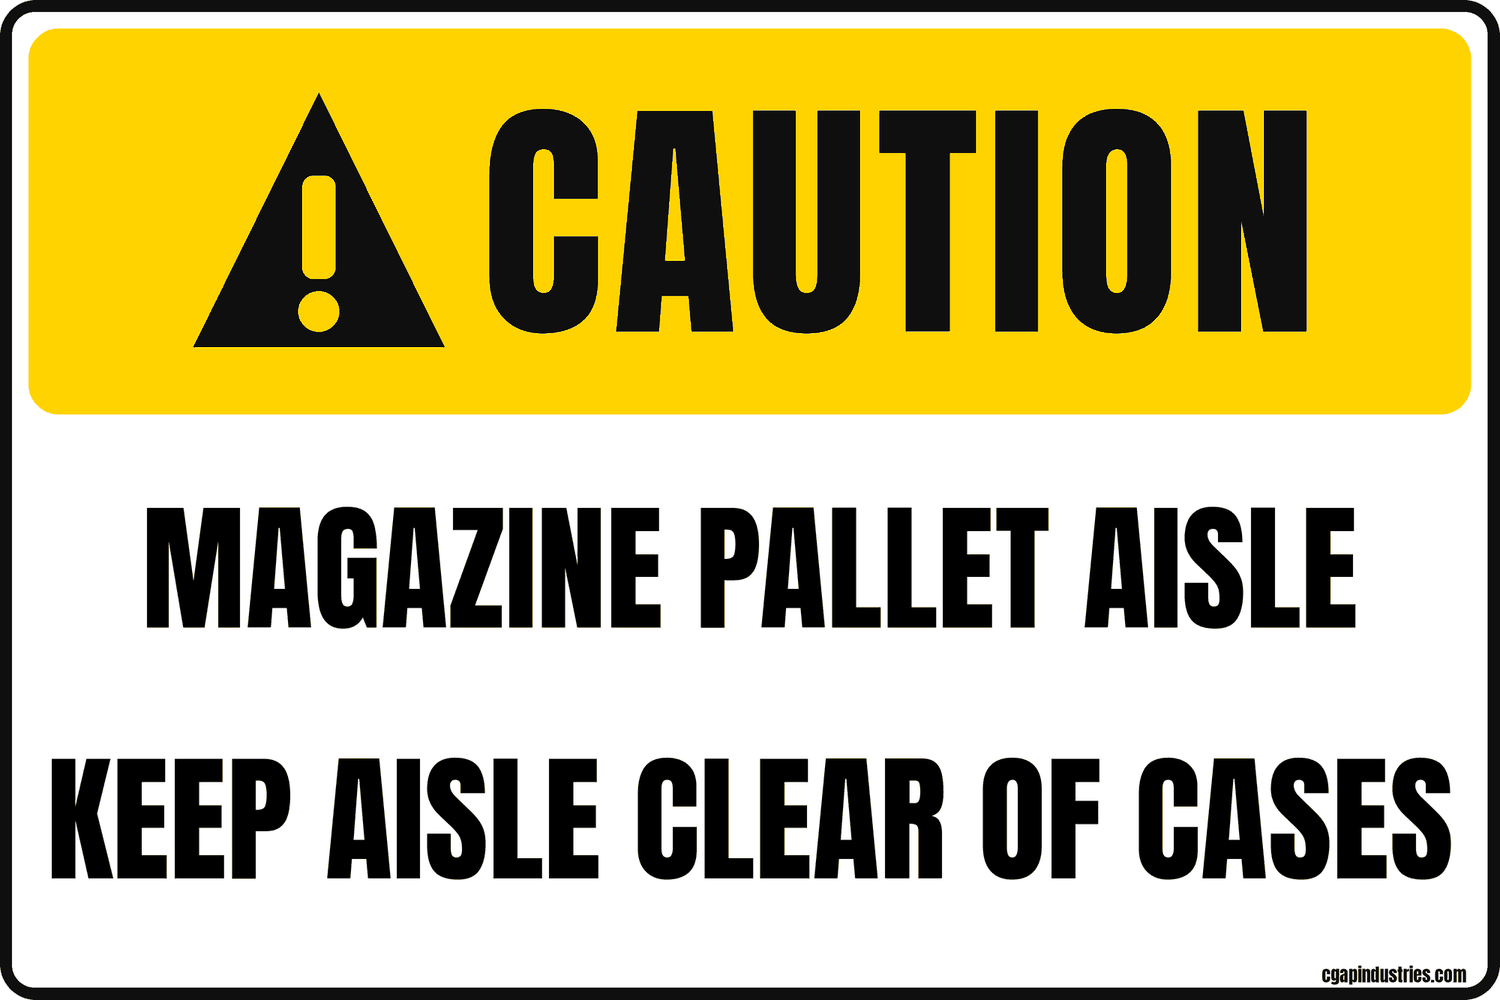 CAUTION
MAGAZINE PALLET AISLE
KEEP AISLE CLEAR OF CASES
cgapindustries.com